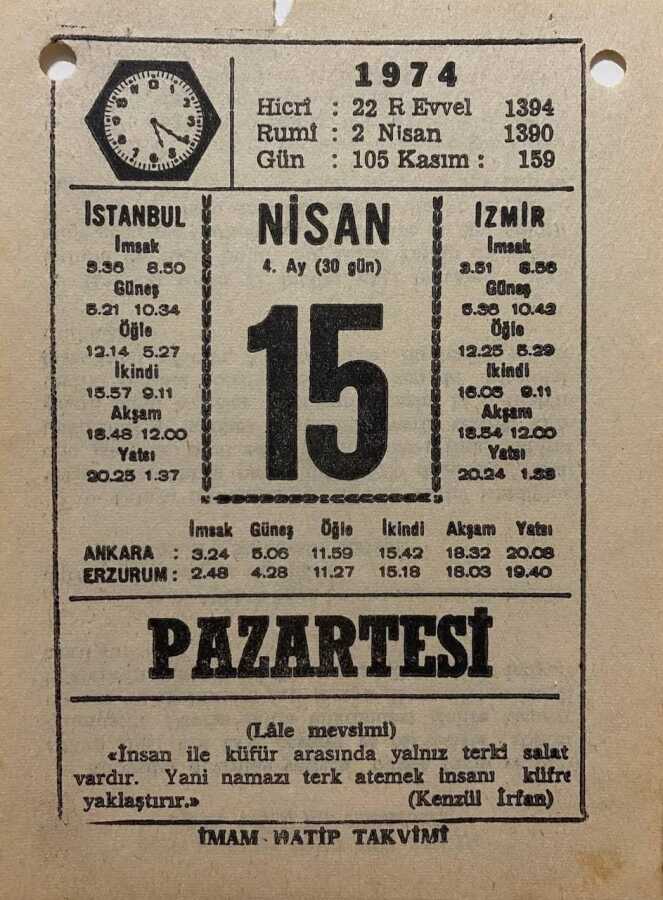 1974
Hicrî : 22 R Evvel 1394
Rumî : 2 Nisan 1390
Gün : 105 Kasım : 159
İSTANBUL
İmsak
3.36 8.50
Güneş
5.21 10.34
Öğle
12.14 5.27
İkindi
15.57 9.11
Akşam
18.48 12.00
Yatsı
20.25 1.37
NİSAN
4. Ay (30 gün)
15
İZMİR
İmsak
3.51 8.56
Güneş
5.36 10.42
Öğle
12.25 5.29
İkindi
16.05 9.11
Akşam
18.54 12.00
Yatsı
20.24 1.33
İmsak Güneş Öğle İkindi Akşam Yatsı
ANKARA : 3.24 5.06 11.59 15.42 18.32 20.08
ERZURUM : 2.48 4.28 11.27 15.18 18.03 19.40
PAZARTESİ
(Lâle mevsimi)
«İnsan ile küfür arasında yalnız terki salat
vardır. Yani namazı terk atemek insanı küfre
yaklaştırır.» (Kenzül İrfan)
İMAM - HATİP TAKVİMİ